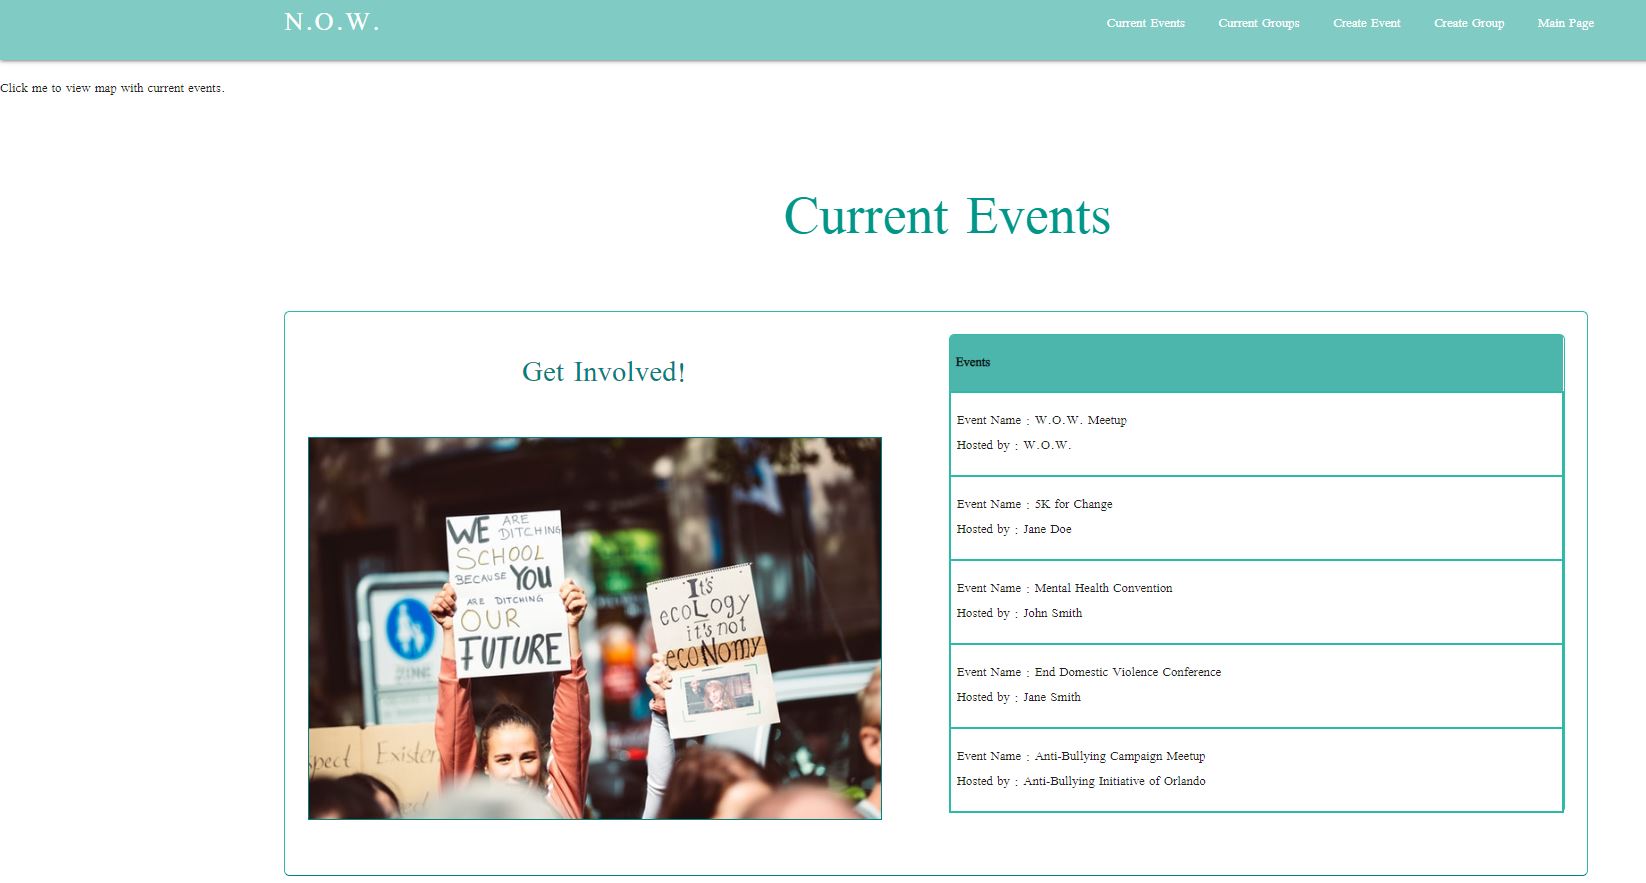 N.O.W.
Current Events Current Groups Create Event Create Group Main Page
Click me to view map with current events.
Current Events
Get Involved!
WE ARE DITCHING
SCHOOL
BECAUSE YOU
ARE DITCHING
OUR
FUTURE
It's
ecoLogy
it's not
ecoNomy
ZONE
spect Existen
pect
Events
Event Name : W.O.W. Meetup
Hosted by : W.O.W.
Event Name : 5K for Change
Hosted by : Jane Doe
Event Name : Mental Health Convention
Hosted by : John Smith
Event Name : End Domestic Violence Conference
Hosted by : Jane Smith
Event Name : Anti-Bullying Campaign Meetup
Hosted by : Anti-Bullying Initiative of Orlando